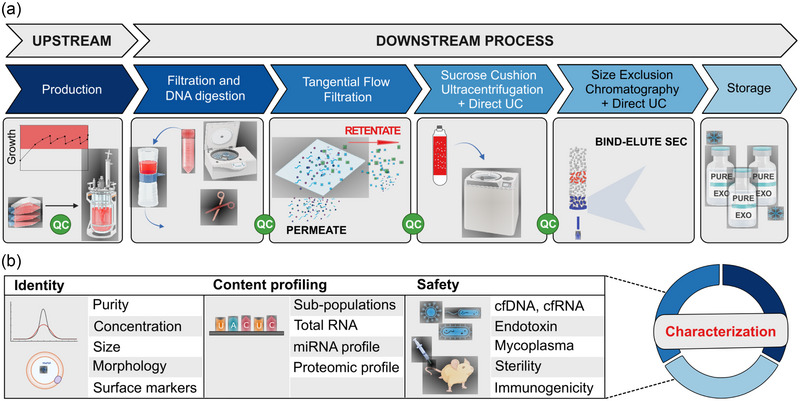 (a)
UPSTREAM
DOWNSTREAM PROCESS
Production
Filtration and
DNA digestion
Tangential Flow
Filtration
Sucrose Cushion
Ultracentrifugation
+ Direct UC
Size Exclusion
Chromatography
+ Direct UC
Storage
Growth
QC
QC
RETENTATE
PERMEATE
QC
QC
BIND-ELUTE SEC
PURE
EXO
PURE
EXO
PURE
EXO
(b)
Identity
Purity
Concentration
Size
Morphology
Surface markers
Content profiling
U A C U C
Sub-populations
Total RNA
miRNA profile
Proteomic profile
Safety
cfDNA, cfRNA
Endotoxin
Mycoplasma
Sterility
Immunogenicity
Characterization